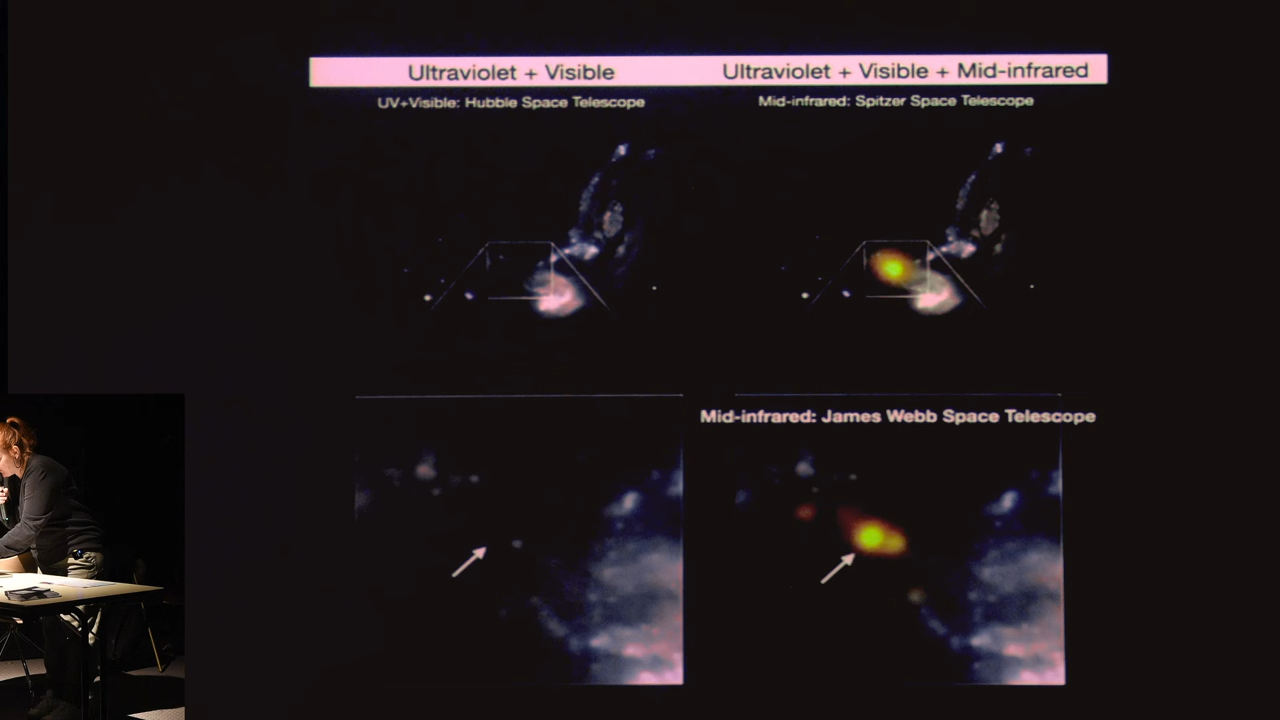 Ultraviolet + Visible
Ultraviolet + Visible + Mid-infrared
UV+Visible: Hubble Space Telescope
Mid-infrared: Spitzer Space Telescope
Mid-infrared: James Webb Space Telescope